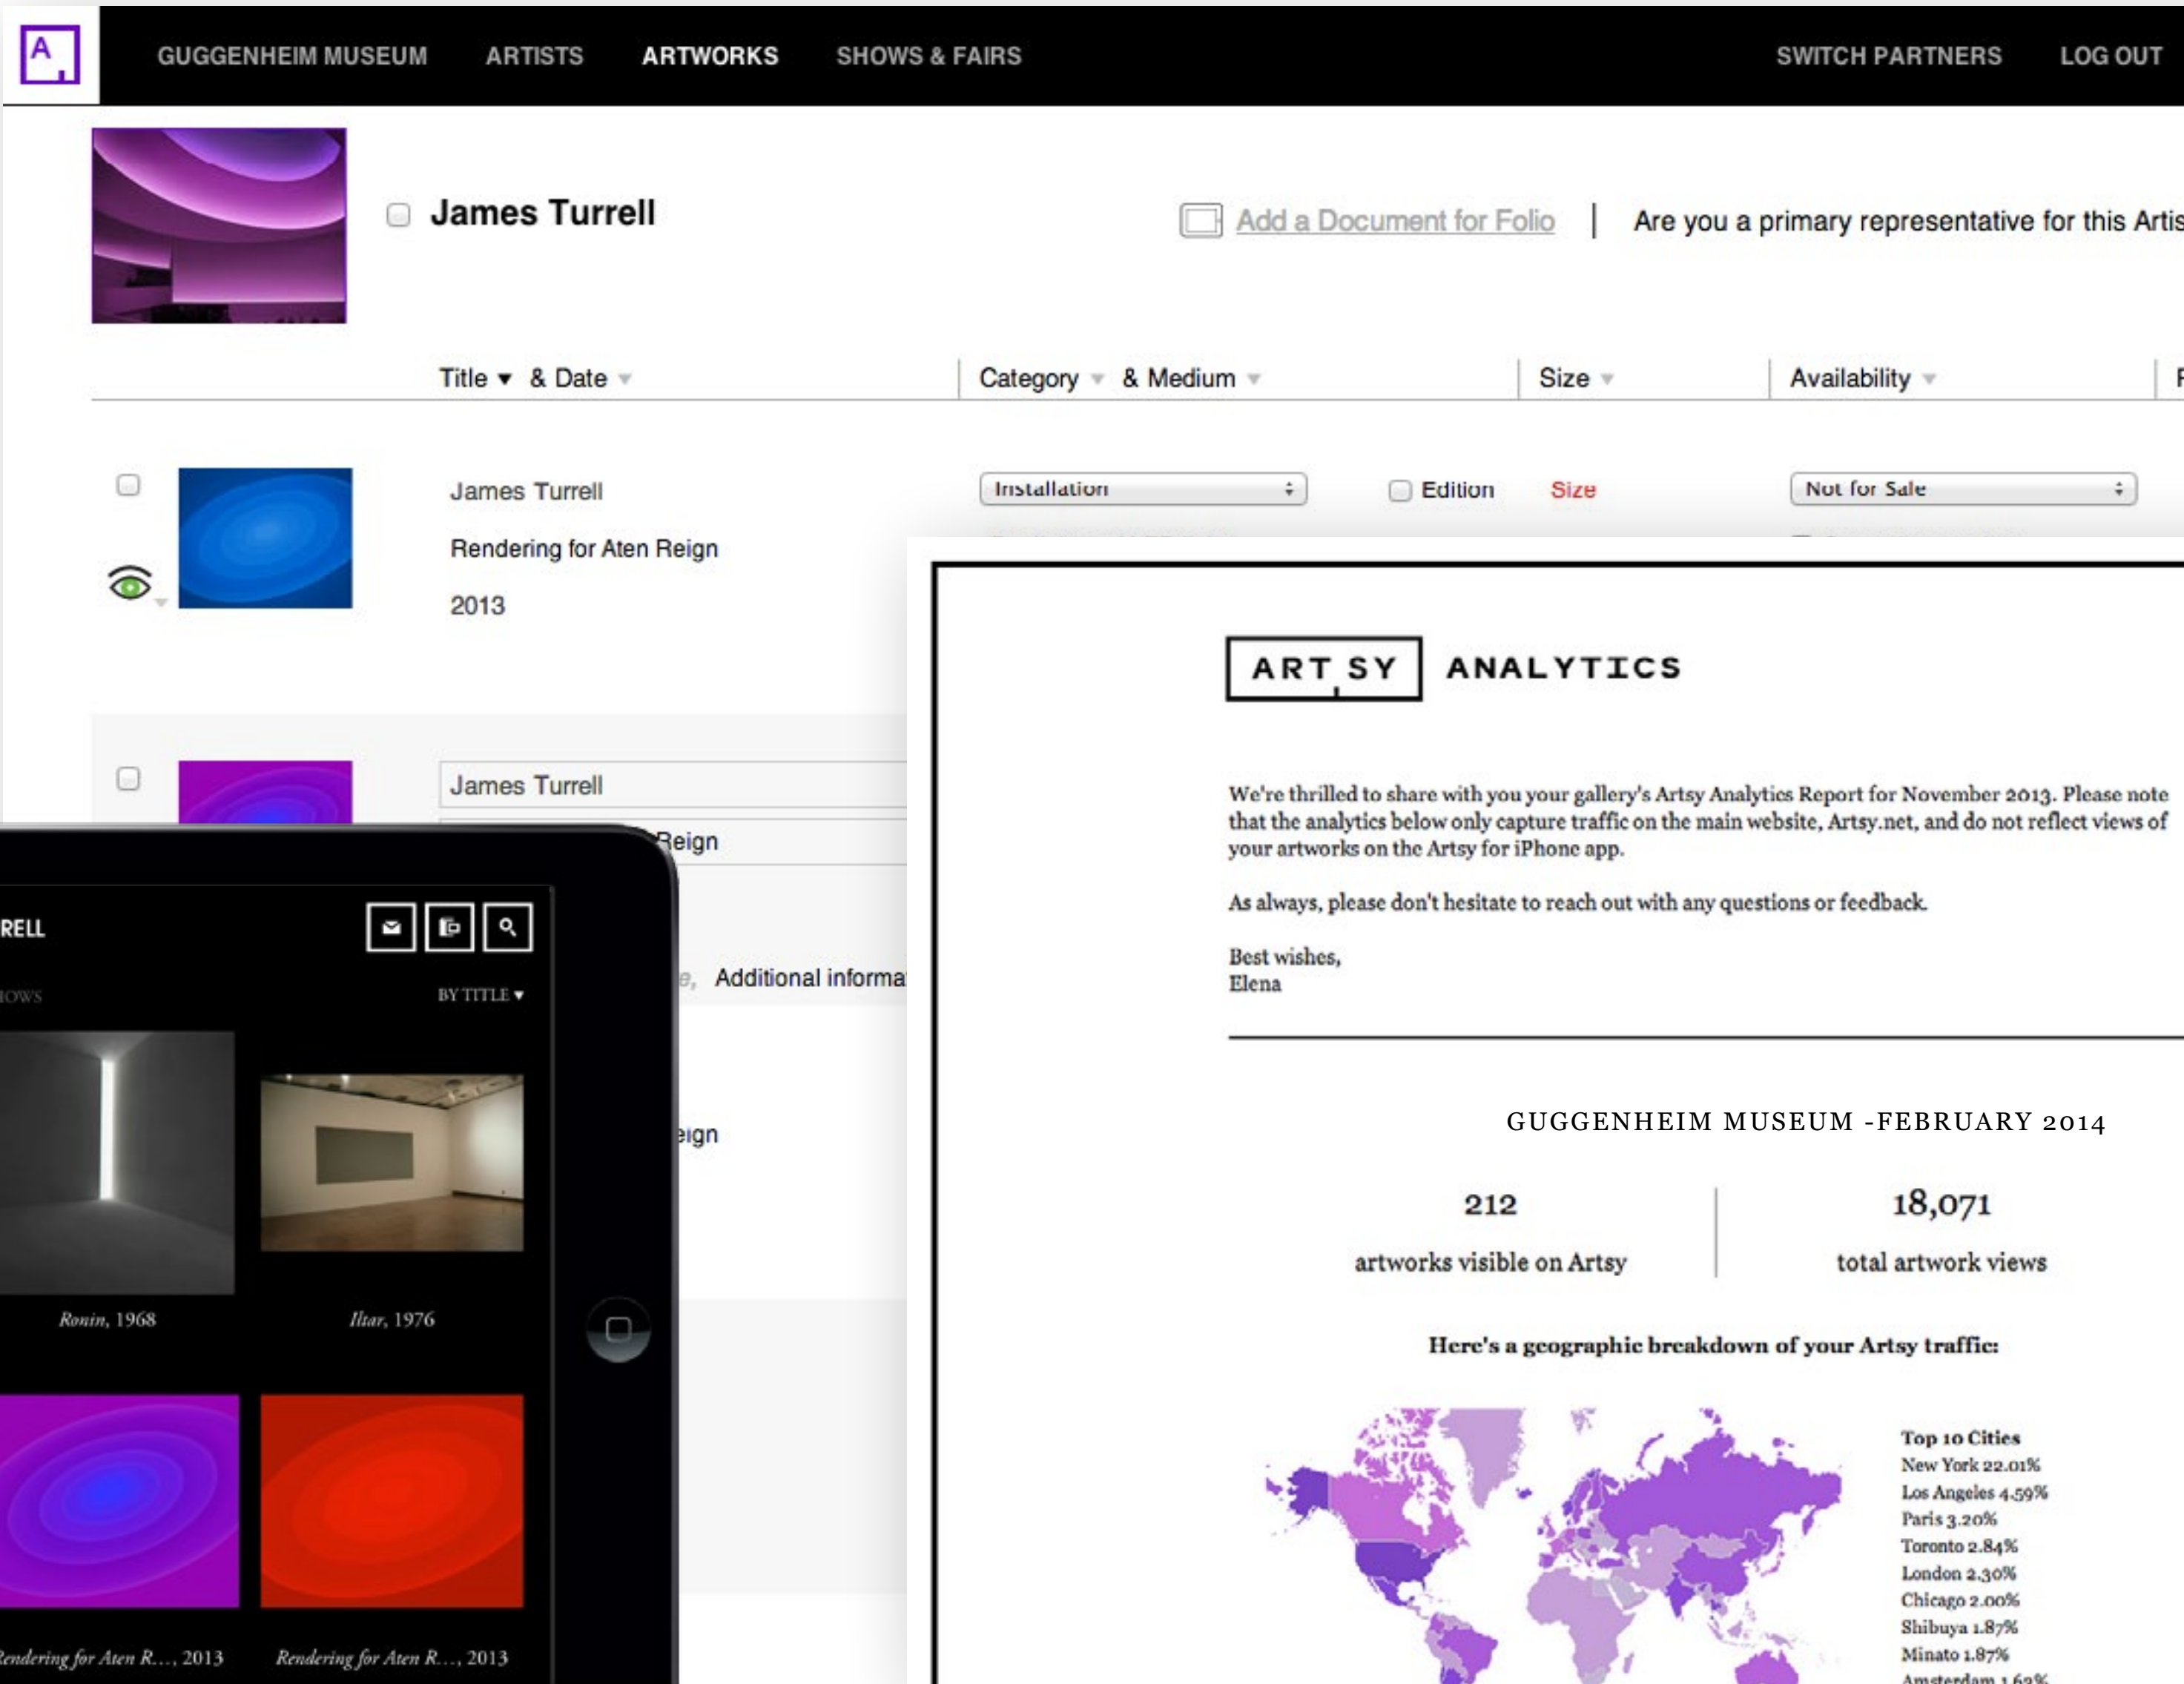 A
GUGGENHEIM MUSEUM ARTISTS ARTWORKS SHOWS & FAIRS SWITCH PARTNERS LOG OUT
James Turrell
Add a Document for Folio | Are you a primary representative for this Artis
Title & Date Category & Medium Size Availability
James Turrell Installation Edition Size Not for Sale
Rendering for Aten Reign
2013
James Turrell
Reign
Additional informa
eign
RELL
HOWS
BY TITLE
Ronin, 1968 Iltar, 1976
Rendering for Aten R..., 2013 Rendering for Aten R..., 2013
ART SY ANALYTICS
We're thrilled to share with you your gallery's Artsy Analytics Report for November 2013. Please note
that the analytics below only capture traffic on the main website, Artsy.net, and do not reflect views of
your artworks on the Artsy for iPhone app.
As always, please don't hesitate to reach out with any questions or feedback.
Best wishes,
Elena
GUGGENHEIM MUSEUM -FEBRUARY 2014
212 18,071
artworks visible on Artsy total artwork views
Here's a geographic breakdown of your Artsy traffic:
Top 10 Cities
New York 22.01%
Los Angeles 4.59%
Paris 3.20%
Toronto 2.84%
London 2.30%
Chicago 2.00%
Shibuya 1.87%
Minato 1.87%
Amsterdam